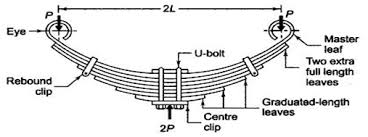 P
2L
P
Eye
Master
leaf
U-bolt
Two extra
full length
leaves
Rebound
clip
Graduated-length
leaves
Centre
clip
2P